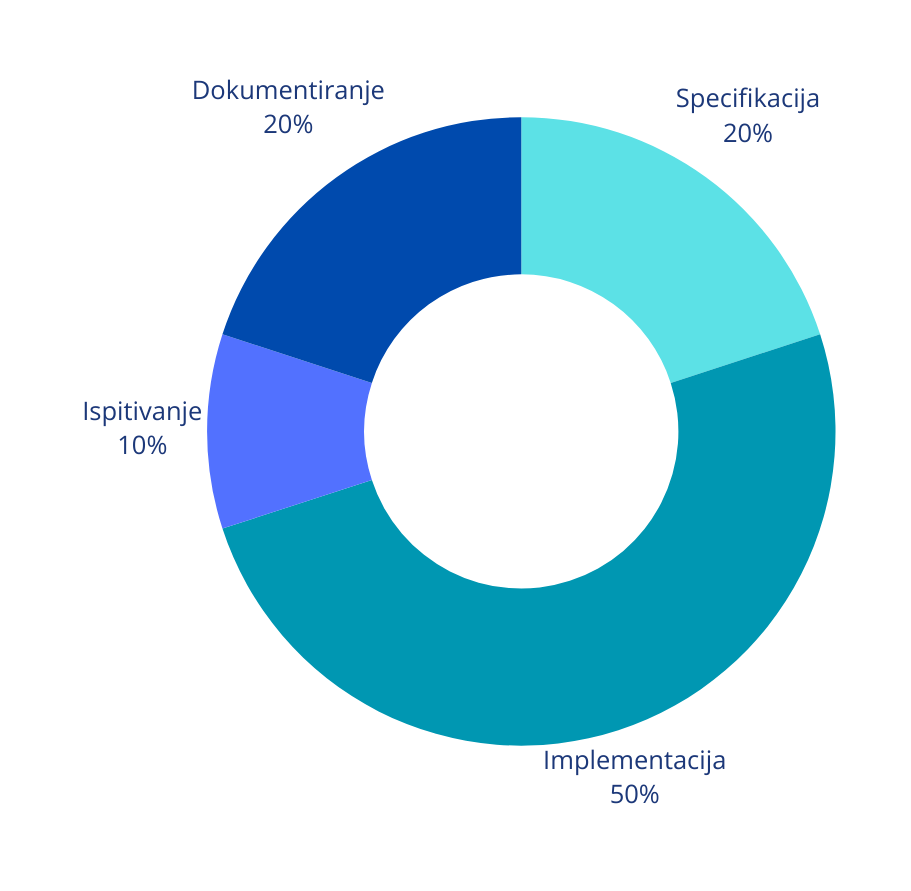 Dokumentiranje
20%
Specifikacija
20%
Ispitivanje
10%
Implementacija
50%